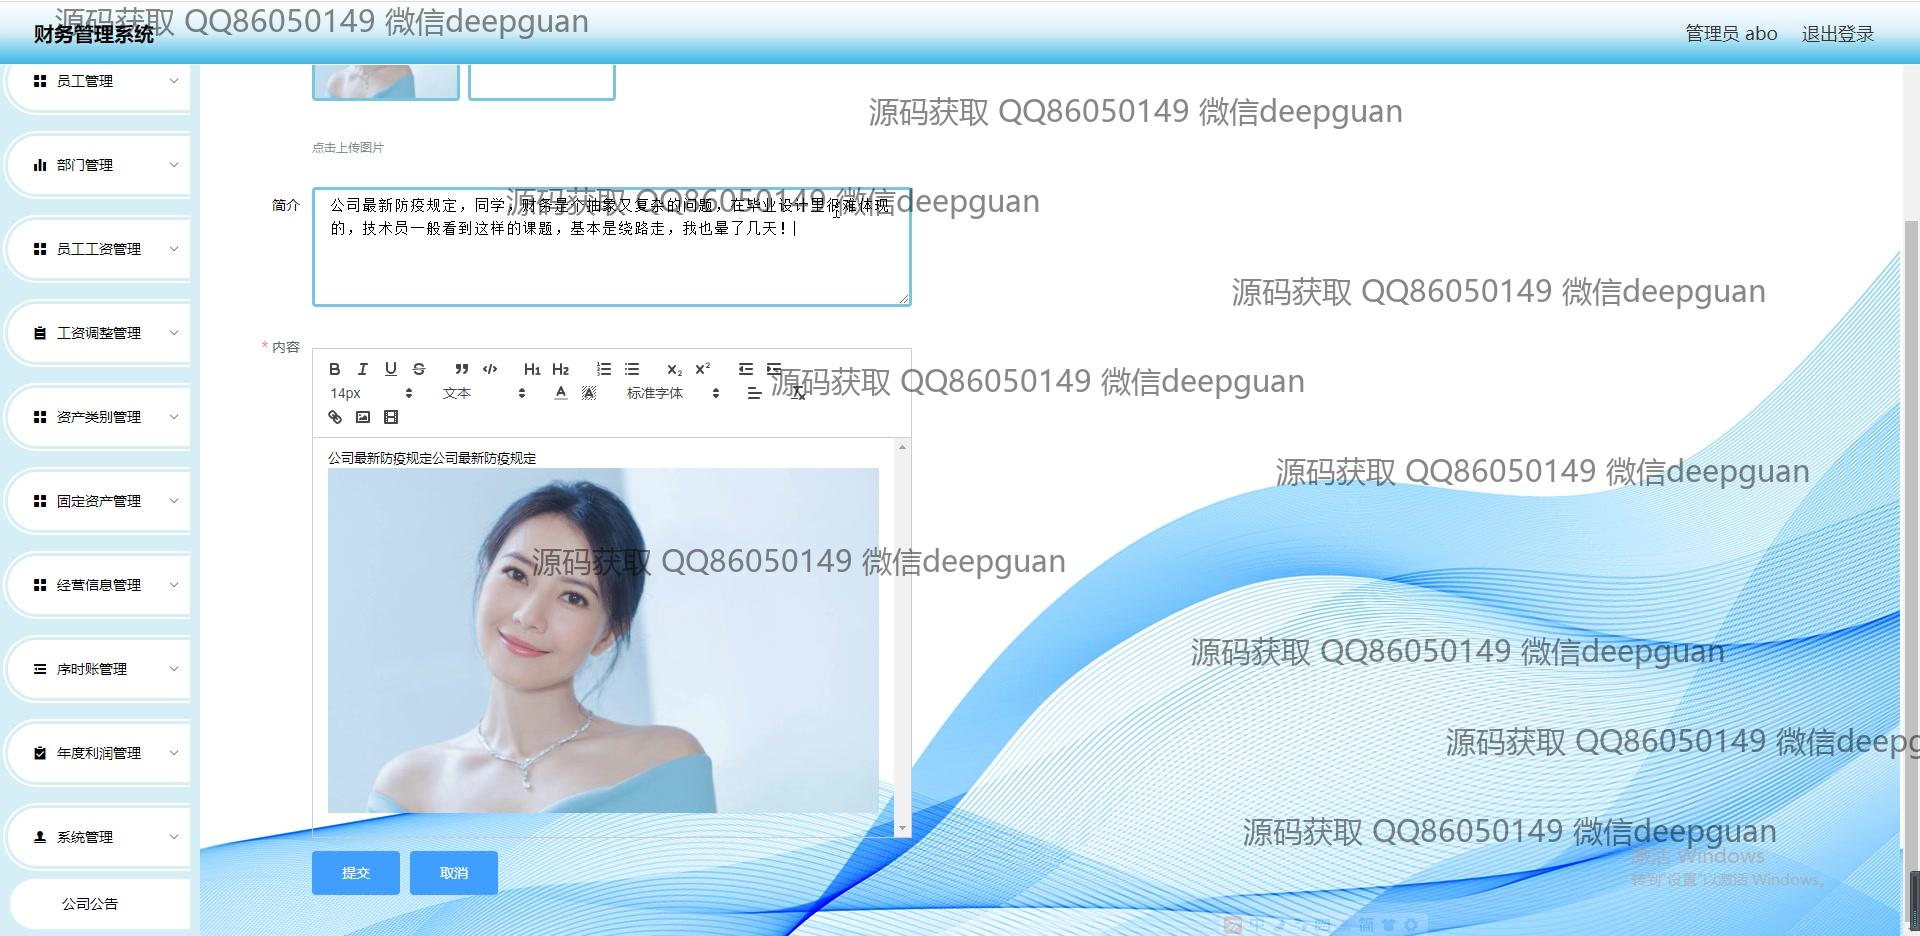 源码获取 QQ86050149 微信deepguan
财务管理系统
管理员 abo
退出登录
员工管理
部门管理
员工工资管理
工资调整管理
资产类别管理
固定资产管理
经营信息管理
序时账管理
年度利润管理
系统管理
公司公告
源码获取 QQ86050149 微信deepguan
点击上传图片
源码获取 QQ86050149 微信deepguan
简介
公司最新防疫规定，同学，财务是个抽象又复杂的问题，在毕业设计里很难体现
的，技术员一般看到这样的课题，基本是绕路走，我也晕了几天！
源码获取 QQ86050149 微信deepguan
* 内容
B I U S H1 H2 X2 X2
源码获取 QQ86050149 微信deepguan
14px 文本 A A 标准字体 Tx
公司最新防疫规定公司最新防疫规定
源码获取 QQ86050149 微信deepguan
源码获取 QQ86050149 微信deepguan
源码获取 QQ86050149 微信deepguan
源码获取 QQ86050149 微信deepg
源码获取 QQ86050149 微信deepguan
激活 Windows
转到"设置"以激活 Windows。
提交
取消
中
简